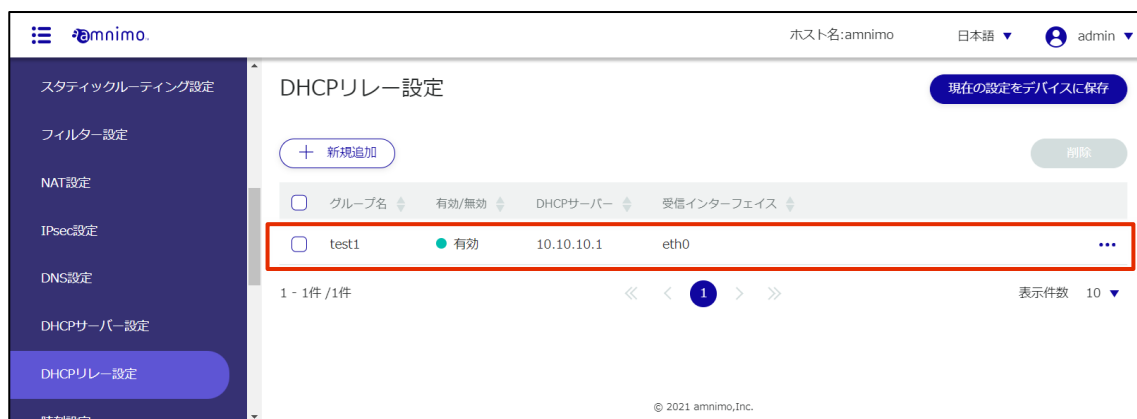 amnimo.
ホスト名:amnimo
日本語 ▼
admin ▼
スタティックルーティング設定
フィルター設定
NAT設定
IPsec設定
DNS設定
DHCPサーバー設定
DHCPリレー設定
DHCPリレー設定
現在の設定をデバイスに保存
＋ 新規追加
削除
グループ名 有効/無効 DHCPサーバー 受信インターフェイス
test1 有効 10.10.10.1 eth0 •••
1 - 1件 /1件
≪ < 1 > ≫
表示件数 10 ▼
© 2021 amnimo,Inc.